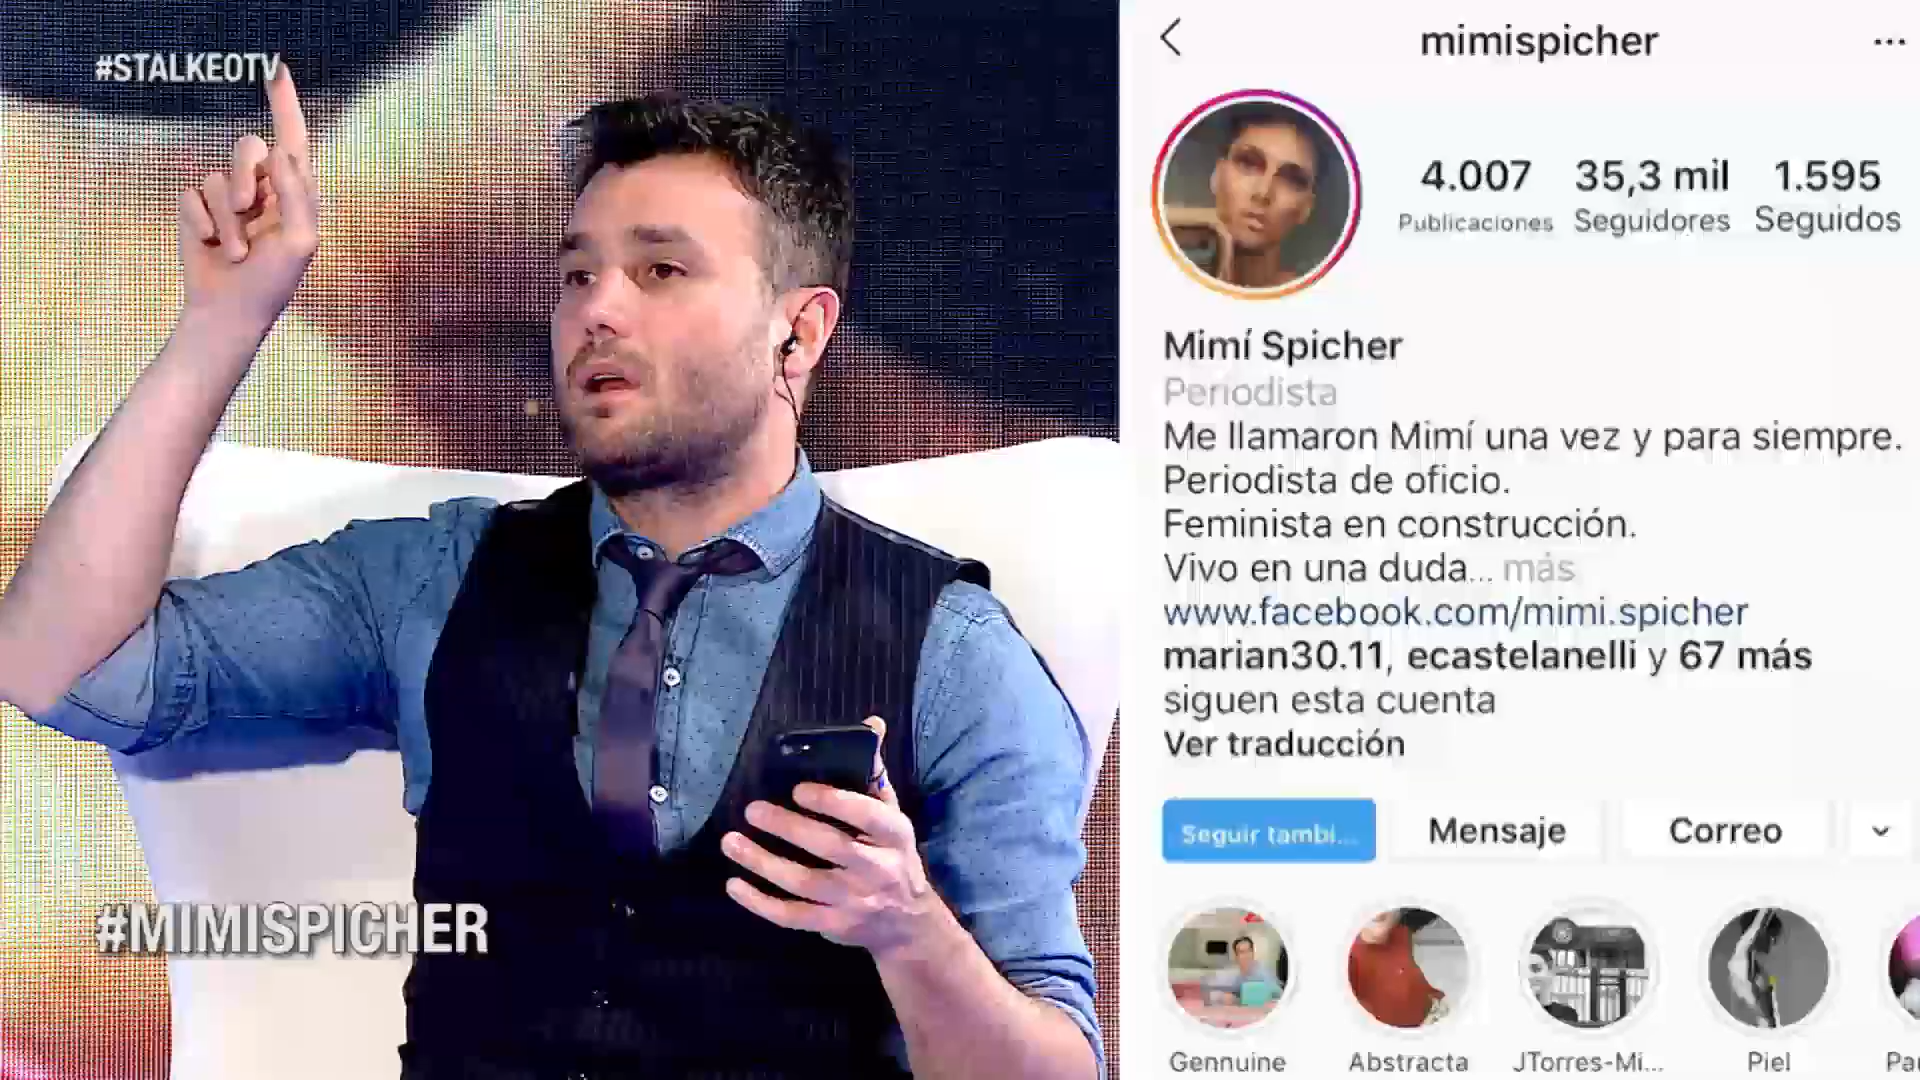 #STALKEOTV
#MIMISPICHER
mimispicher
4.007 35,3 mil 1.595
Publicaciones Seguidores Seguidos
Mimí Spicher
Periodista
Me llamaron Mimí una vez y para siempre.
Periodista de oficio.
Feminista en construcción.
Vivo en una duda... más
www.facebook.com/mimi.spicher
marian30.11, ecastelanelli y 67 más
siguen esta cuenta
Ver traducción
Seguir tambi... Mensaje Correo
Gennuine Abstracta JTorres-Mi... Piel Pa